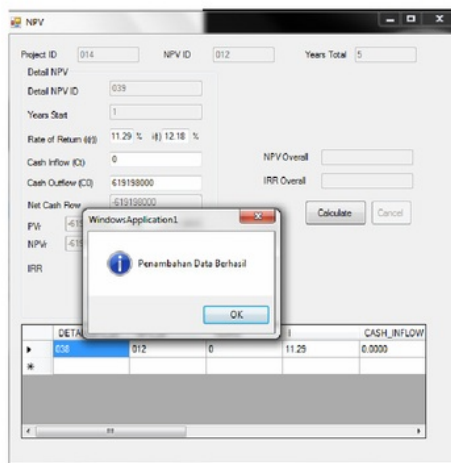 NPV
Project ID 014 NPV ID 012 Years Total 5
Detail NPV
Detail NPV ID 039
Years Start 1
Rate of Return 11.29 % 12.18 %
Cash Inflow (Ct) 0
NPV Overall
Cash Outflow (C0) 619198000
IRR Overall
Net Cash Flow -619198000
Calculate Cancel
WindowsApplication1
PVr
NPVr
IRR
Penambahan Data Berhasil
OK
I CASH_INFLOW
038 012 0 11.29 0.0000